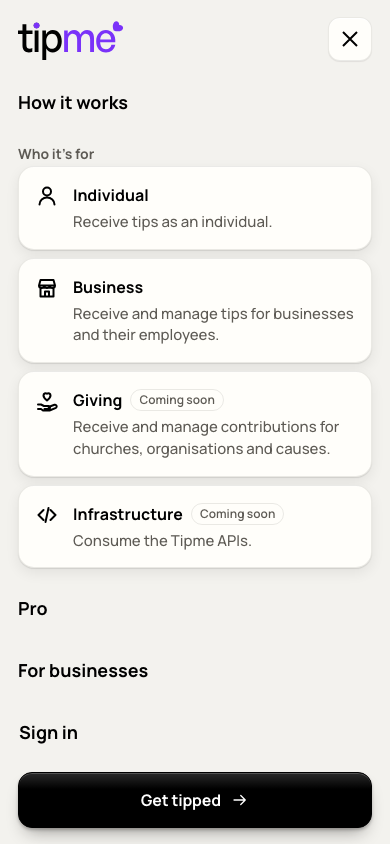 tipme
How it works
Who it's for
Individual
Receive tips as an individual.
Business
Receive and manage tips for businesses
and their employees.
Giving Coming soon
Receive and manage contributions for
churches, organisations and causes.
Infrastructure Coming soon
Consume the Tipme APIs.
Pro
For businesses
Sign in
Get tipped →